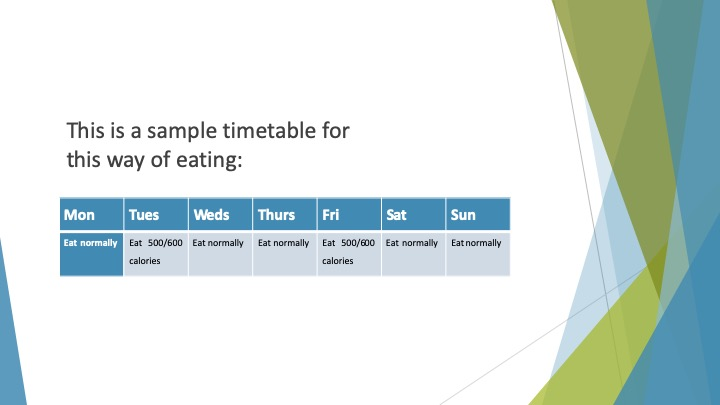 This is a sample timetable for
this way of eating:
Mon Tues Weds Thurs Fri Sat Sun
Eat normally Eat 500/600 Eat normally Eat normally Eat 500/600 Eat normally Eat normally
calories calories